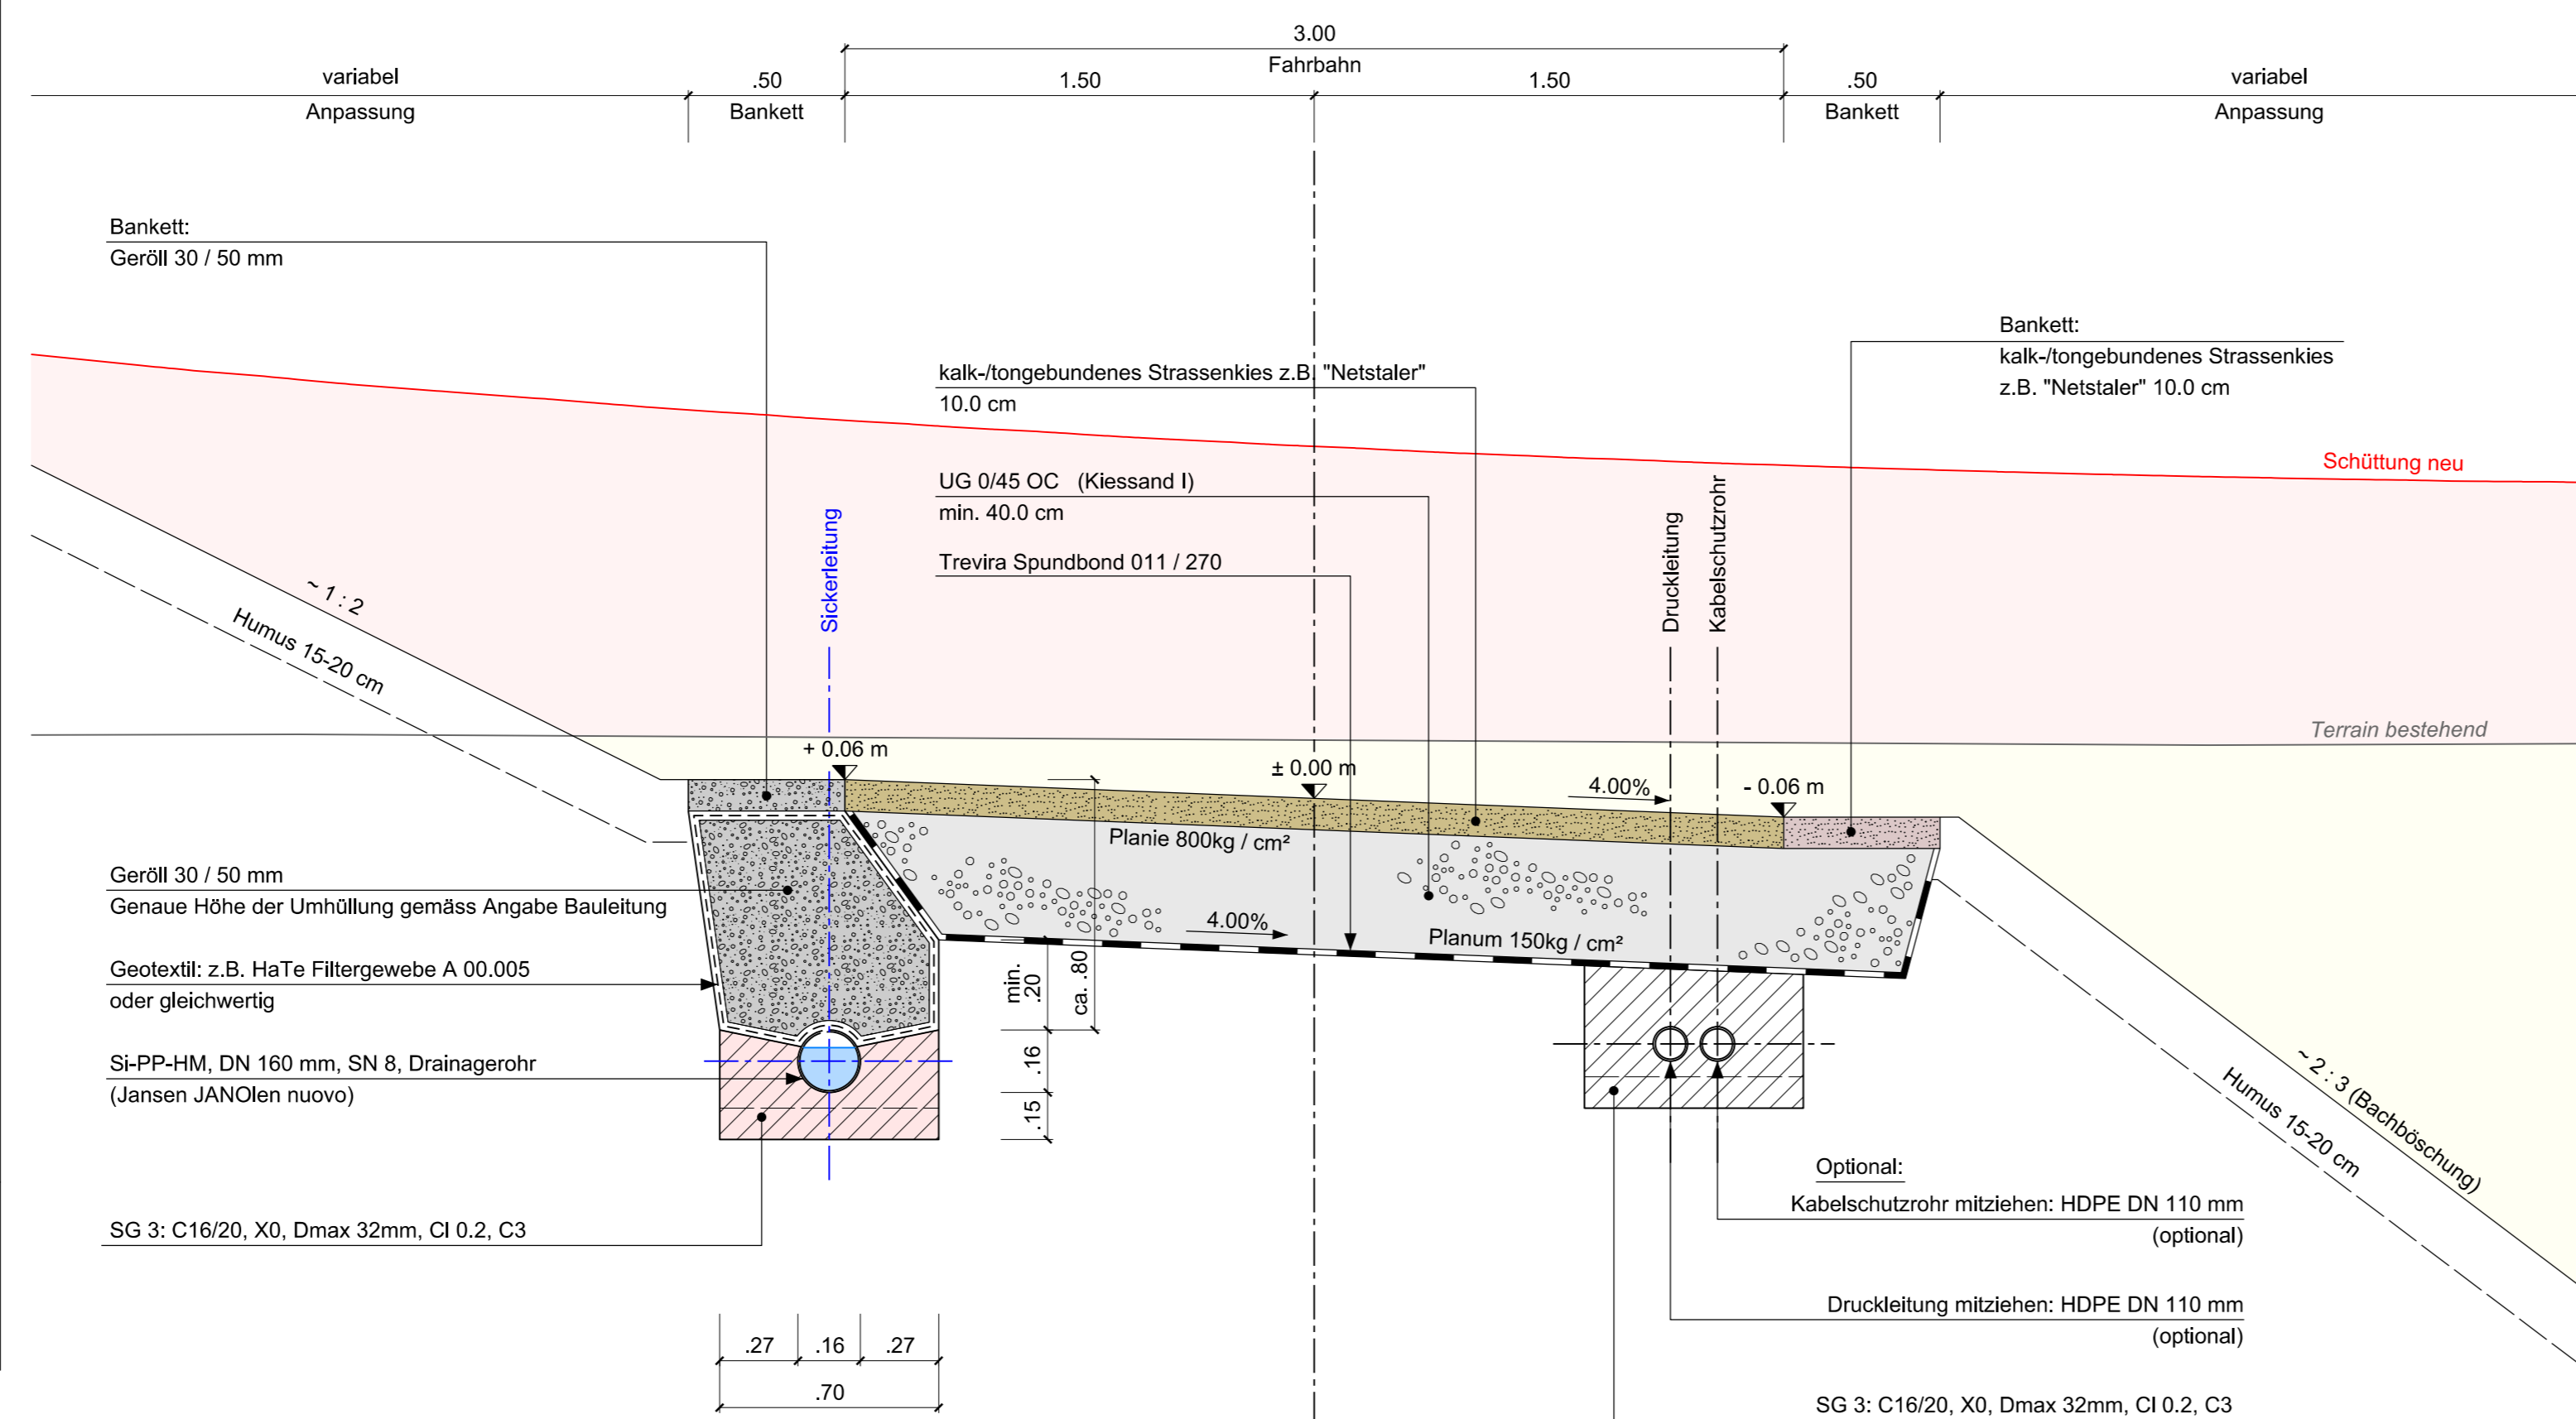 3.00
Fahrbahn
variabel
.50
1.50
1.50
.50
variabel
Anpassung
Bankett
Bankett
Anpassung
Bankett:
Geröll 30 / 50 mm
Bankett:
kalk-/tongebundenes Strassenkies
z.B. "Netstaler" 10.0 cm
kalk-/tongebundenes Strassenkies z.B. "Netstaler"
10.0 cm
Schüttung neu
UG 0/45 OC (Kiessand I)
min. 40.0 cm
Trevira Spundbond 011 / 270
Sickerleitung
Druckleitung
Kabelschutzrohr
~ 1 : 2
Humus 15-20 cm
Terrain bestehend
+ 0.06 m
± 0.00 m
4.00%
- 0.06 m
Planie 800kg / cm²
Geröll 30 / 50 mm
Genaue Höhe der Umhüllung gemäss Angabe Bauleitung
4.00%
Planum 150kg / cm²
Geotextil: z.B. HaTe Filtergewebe A 00.005
oder gleichwertig
min.
.20
ca. .80
.16
.15
Si-PP-HM, DN 160 mm, SN 8, Drainagerohr
(Jansen JANOlen nuovo)
~ 2 : 3 (Bachböschung)
Humus 15-20 cm
SG 3: C16/20, X0, Dmax 32mm, Cl 0.2, C3
Optional:
Kabelschutzrohr mitziehen: HDPE DN 110 mm
(optional)
Druckleitung mitziehen: HDPE DN 110 mm
(optional)
.27
.16
.27
.70
SG 3: C16/20, X0, Dmax 32mm, Cl 0.2, C3